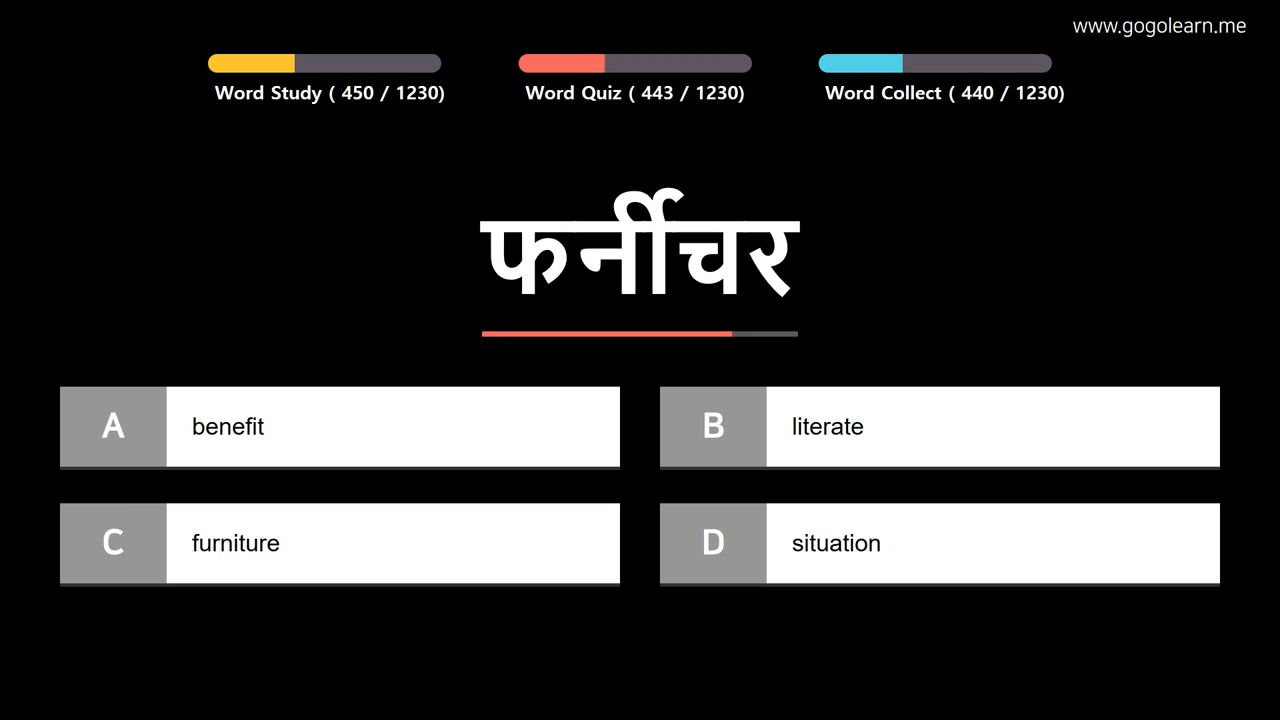 www.gogolearn.me
Word Study ( 450 / 1230)
Word Quiz ( 443 / 1230)
Word Collect ( 440 / 1230)
फर्नीचर
A benefit
B literate
C furniture
D situation